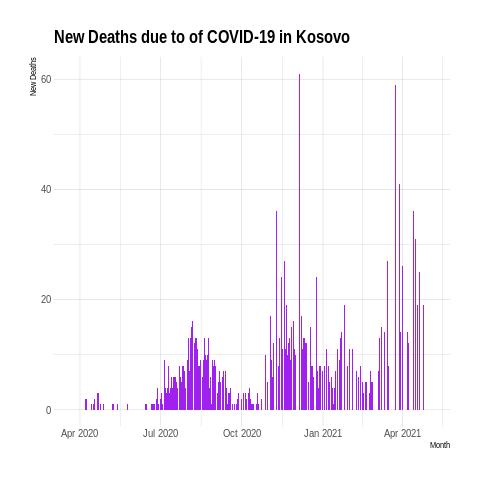 New Deaths due to of COVID-19 in Kosovo
New Deaths
60
40
20
0
Apr 2020 Jul 2020 Oct 2020 Jan 2021 Apr 2021
Month